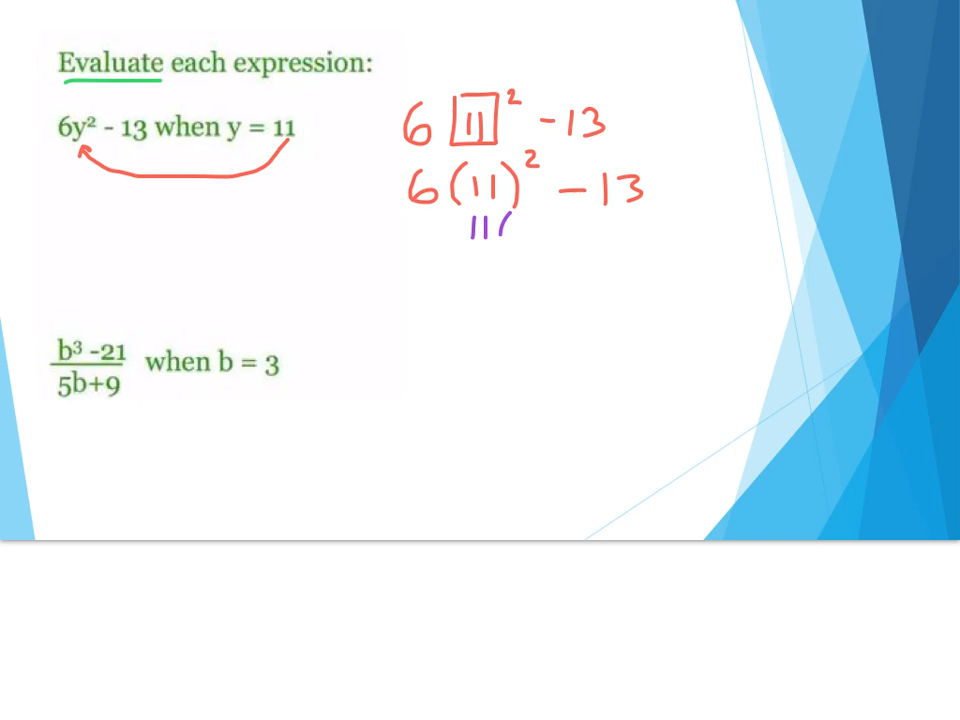 Evaluate each expression:
6y² - 13 when y = 11
6 11² - 13
6(11)² - 13
11(
b³ -21
5b+9
when b = 3